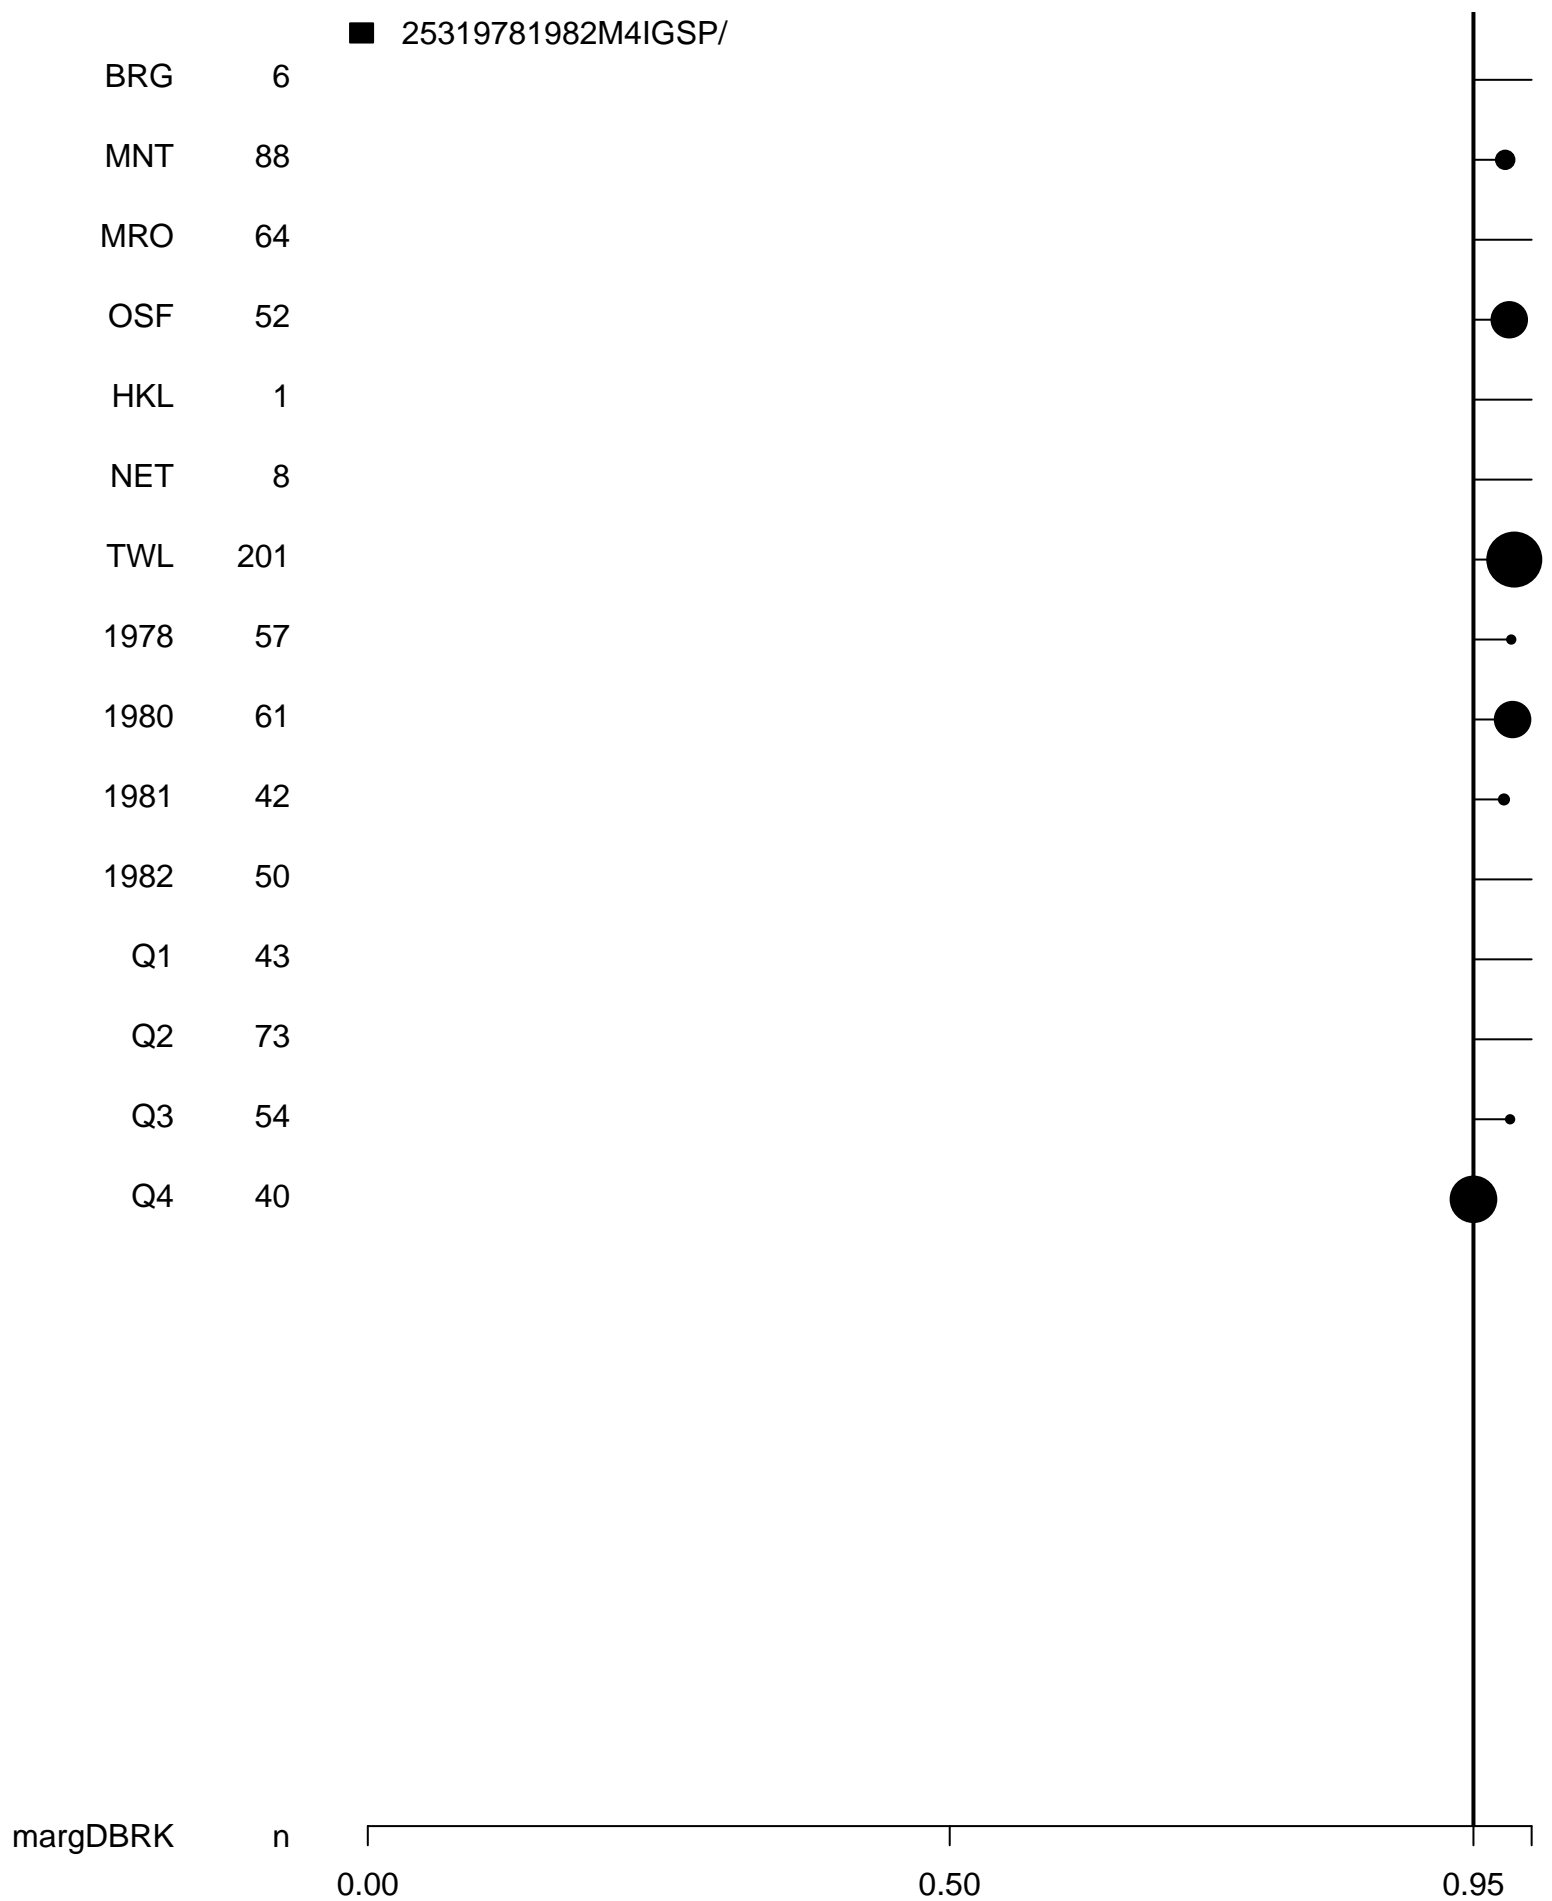 25319781982M4IGSP/
BRG 6
MNT 88
MRO 64
OSF 52
HKL 1
NET 8
TWL 201
1978 57
1980 61
1981 42
1982 50
Q1 43
Q2 73
Q3 54
Q4 40
margDBRK n
0.00 0.50 0.95